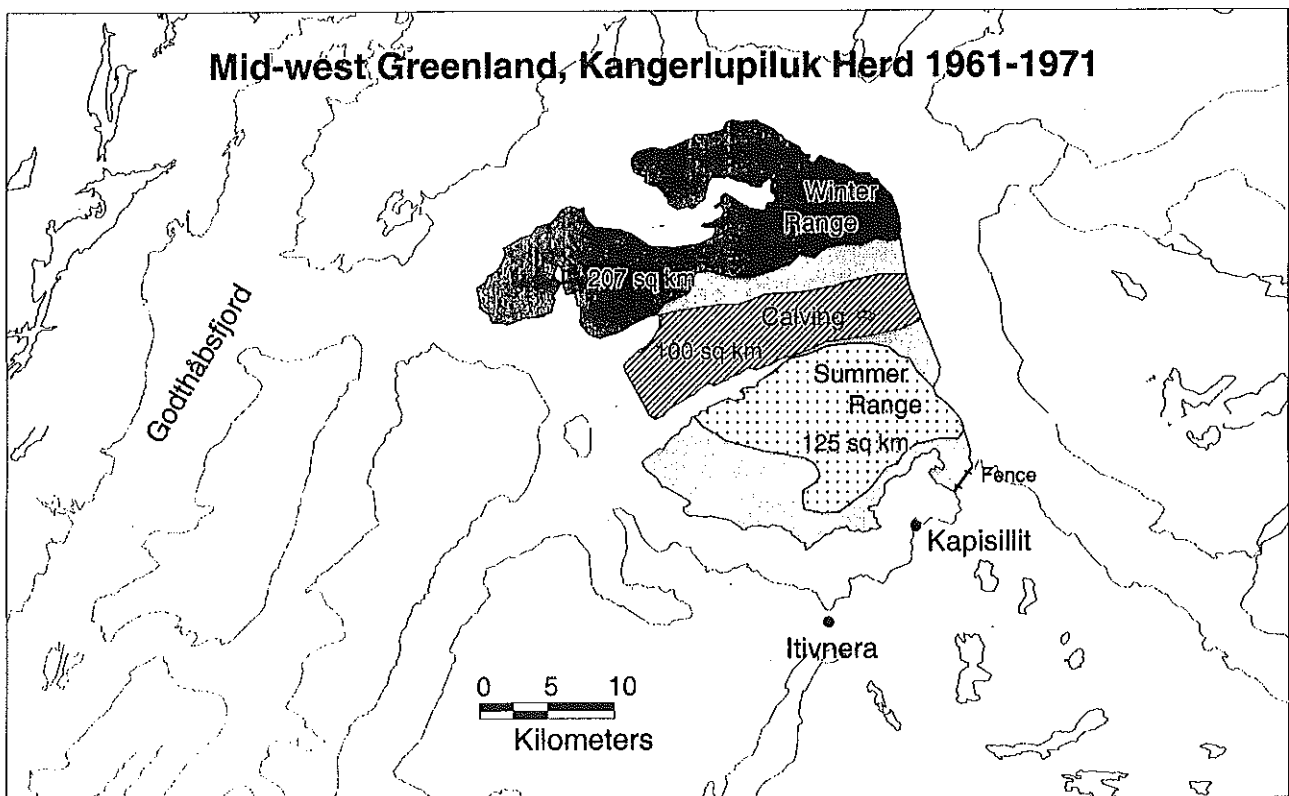 Mid-west Greenland, Kangerlupiluk Herd 1961-1971
Winter
Range
207 sq km
Calving
100 sq km
Summer
Range
125 sq km
Godthåbsfjord
Fence
Kapisillit
Itivnera
0 5 10
Kilometers